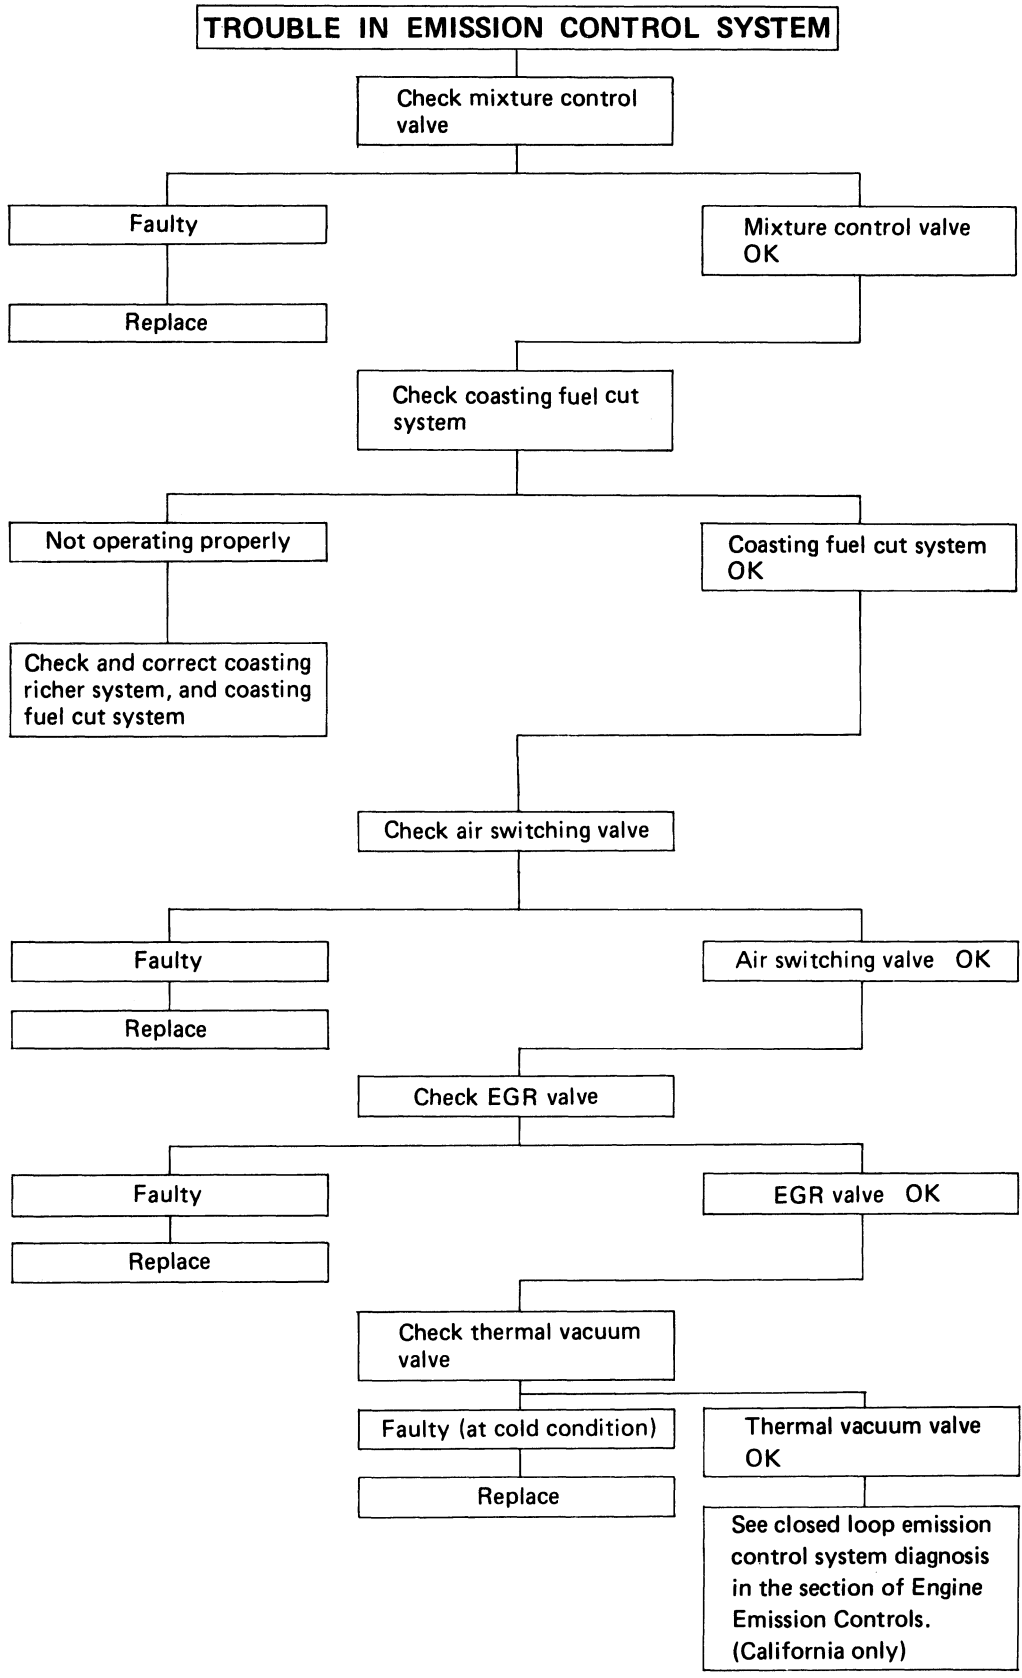 TROUBLE IN EMISSION CONTROL SYSTEM
Check mixture control
valve
Faulty
Mixture control valve
OK
Replace
Check coasting fuel cut
system
Not operating properly
Coasting fuel cut system
OK
Check and correct coasting
richer system, and coasting
fuel cut system
Check air switching valve
Faulty
Air switching valve OK
Replace
Check EGR valve
Faulty
EGR valve OK
Replace
Check thermal vacuum
valve
Faulty (at cold condition)
Thermal vacuum valve
OK
Replace
See closed loop emission
control system diagnosis
in the section of Engine
Emission Controls.
(California only)